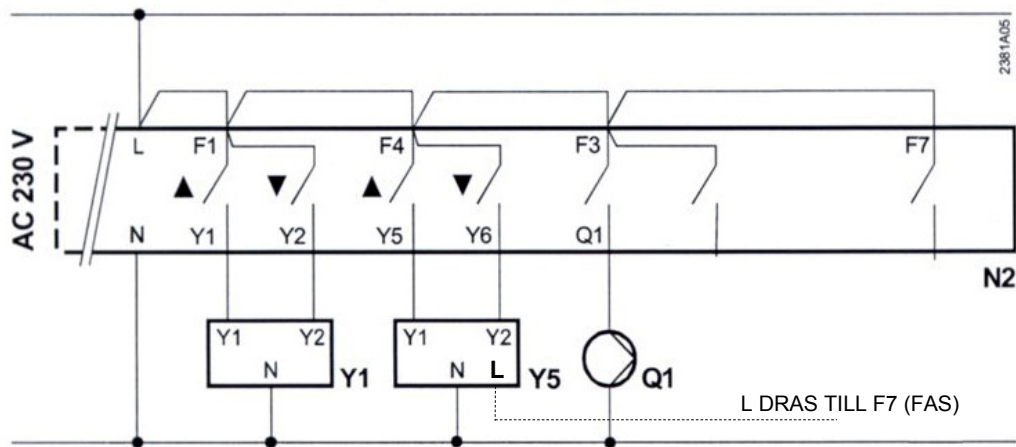 2381A05
AC 230 V
L F1 F4 F3 F7
▲ ▼ ▲ ▼
N Y1 Y2 Y5 Y6 Q1
N2
Y1 Y2 Y1 Y2
N Y1 N L Y5 Q1
L DRAS TILL F7 (FAS)